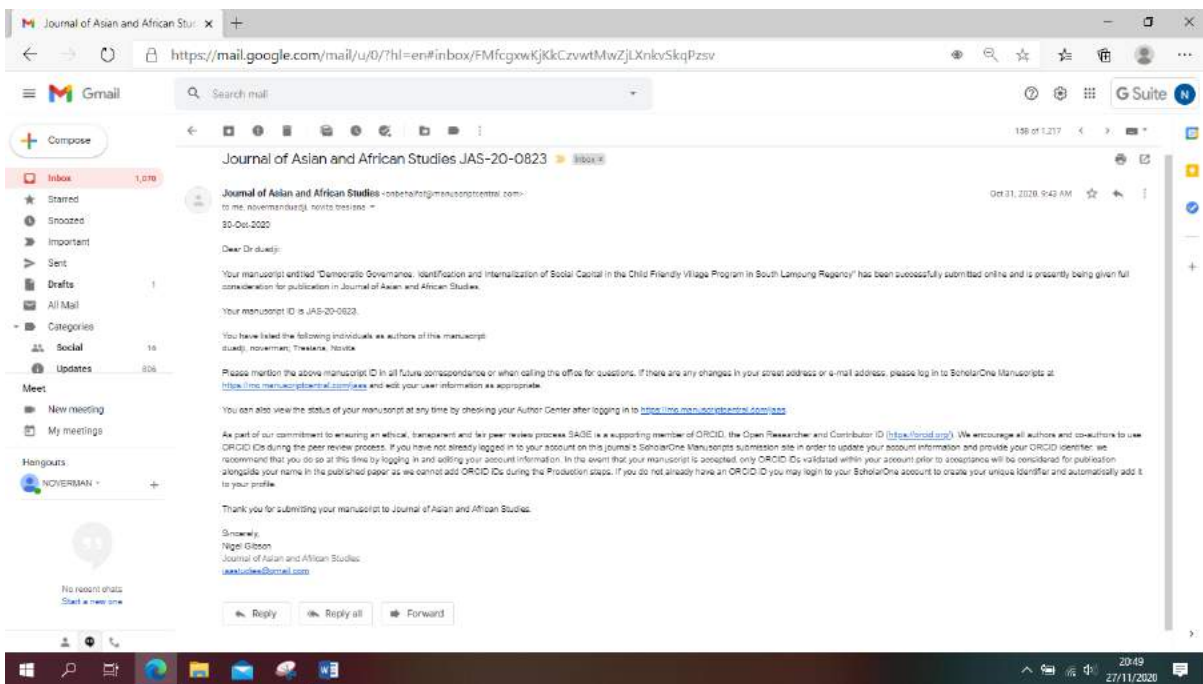 Journal of Asian and African Stu
https://mail.google.com/mail/u/0/?hl=en#inbox/FMfcgxwKjKkCzvwtMwZjLXnkvSkqPzsv
Gmail
Search mail
G Suite
N
Compose
158 of 1,217
Inbox 1,070
Starred
Snoozed
Important
Sent
Drafts 1
All Mail
Categories
Social 16
Updates 806
Meet
New meeting
My meetings
Hangouts
NOVERMAN
No recent chats
Start a new one
Journal of Asian and African Studies JAS-20-0823 Inbox x
Journal of Asian and African Studies <onbehalfof@manuscriptcentral.com> Oct 31, 2020, 9:43 AM
to me, novermanduadji, novita.tresiana
30-Oct-2020
Dear Dr duadji:
Your manuscript entitled "Democratic Governance: Identification and Internalization of Social Capital in the Child Friendly Village Program in South Lampung Regency" has been successfully submitted online and is presently being given full
consideration for publication in Journal of Asian and African Studies.
Your manuscript ID is JAS-20-0823.
You have listed the following individuals as authors of this manuscript:
duadji, noverman; Tresiana, Novita
Please mention the above manuscript ID in all future correspondence or when calling the office for questions. If there are any changes in your street address or e-mail address, please log in to ScholarOne Manuscripts at
https://mc.manuscriptcentral.com/jaas and edit your user information as appropriate.
You can also view the status of your manuscript at any time by checking your Author Center after logging in to https://mc.manuscriptcentral.com/jaas.
As part of our commitment to ensuring an ethical, transparent and fair peer review process SAGE is a supporting member of ORCID, the Open Researcher and Contributor ID (https://orcid.org/). We encourage all authors and co-authors to use
ORCID iDs during the peer review process. If you have not already logged in to your account on this journal's ScholarOne Manuscripts submission site in order to update your account information and provide your ORCID identifier, we
recommend that you do so at this time by logging in and editing your account information. In the event that your manuscript is accepted, only ORCID iDs validated within your account prior to acceptance will be considered for publication
alongside your name in the published paper as we cannot add ORCID iDs during the Production steps. If you do not already have an ORCID iD you may login to your ScholarOne account to create your unique identifier and automatically add it
to your profile.
Thank you for submitting your manuscript to Journal of Asian and African Studies.
Sincerely,
Nigel Gibson
Journal of Asian and African Studies
jaastudies@gmail.com
Reply
Reply all
Forward
20:49
27/11/2020